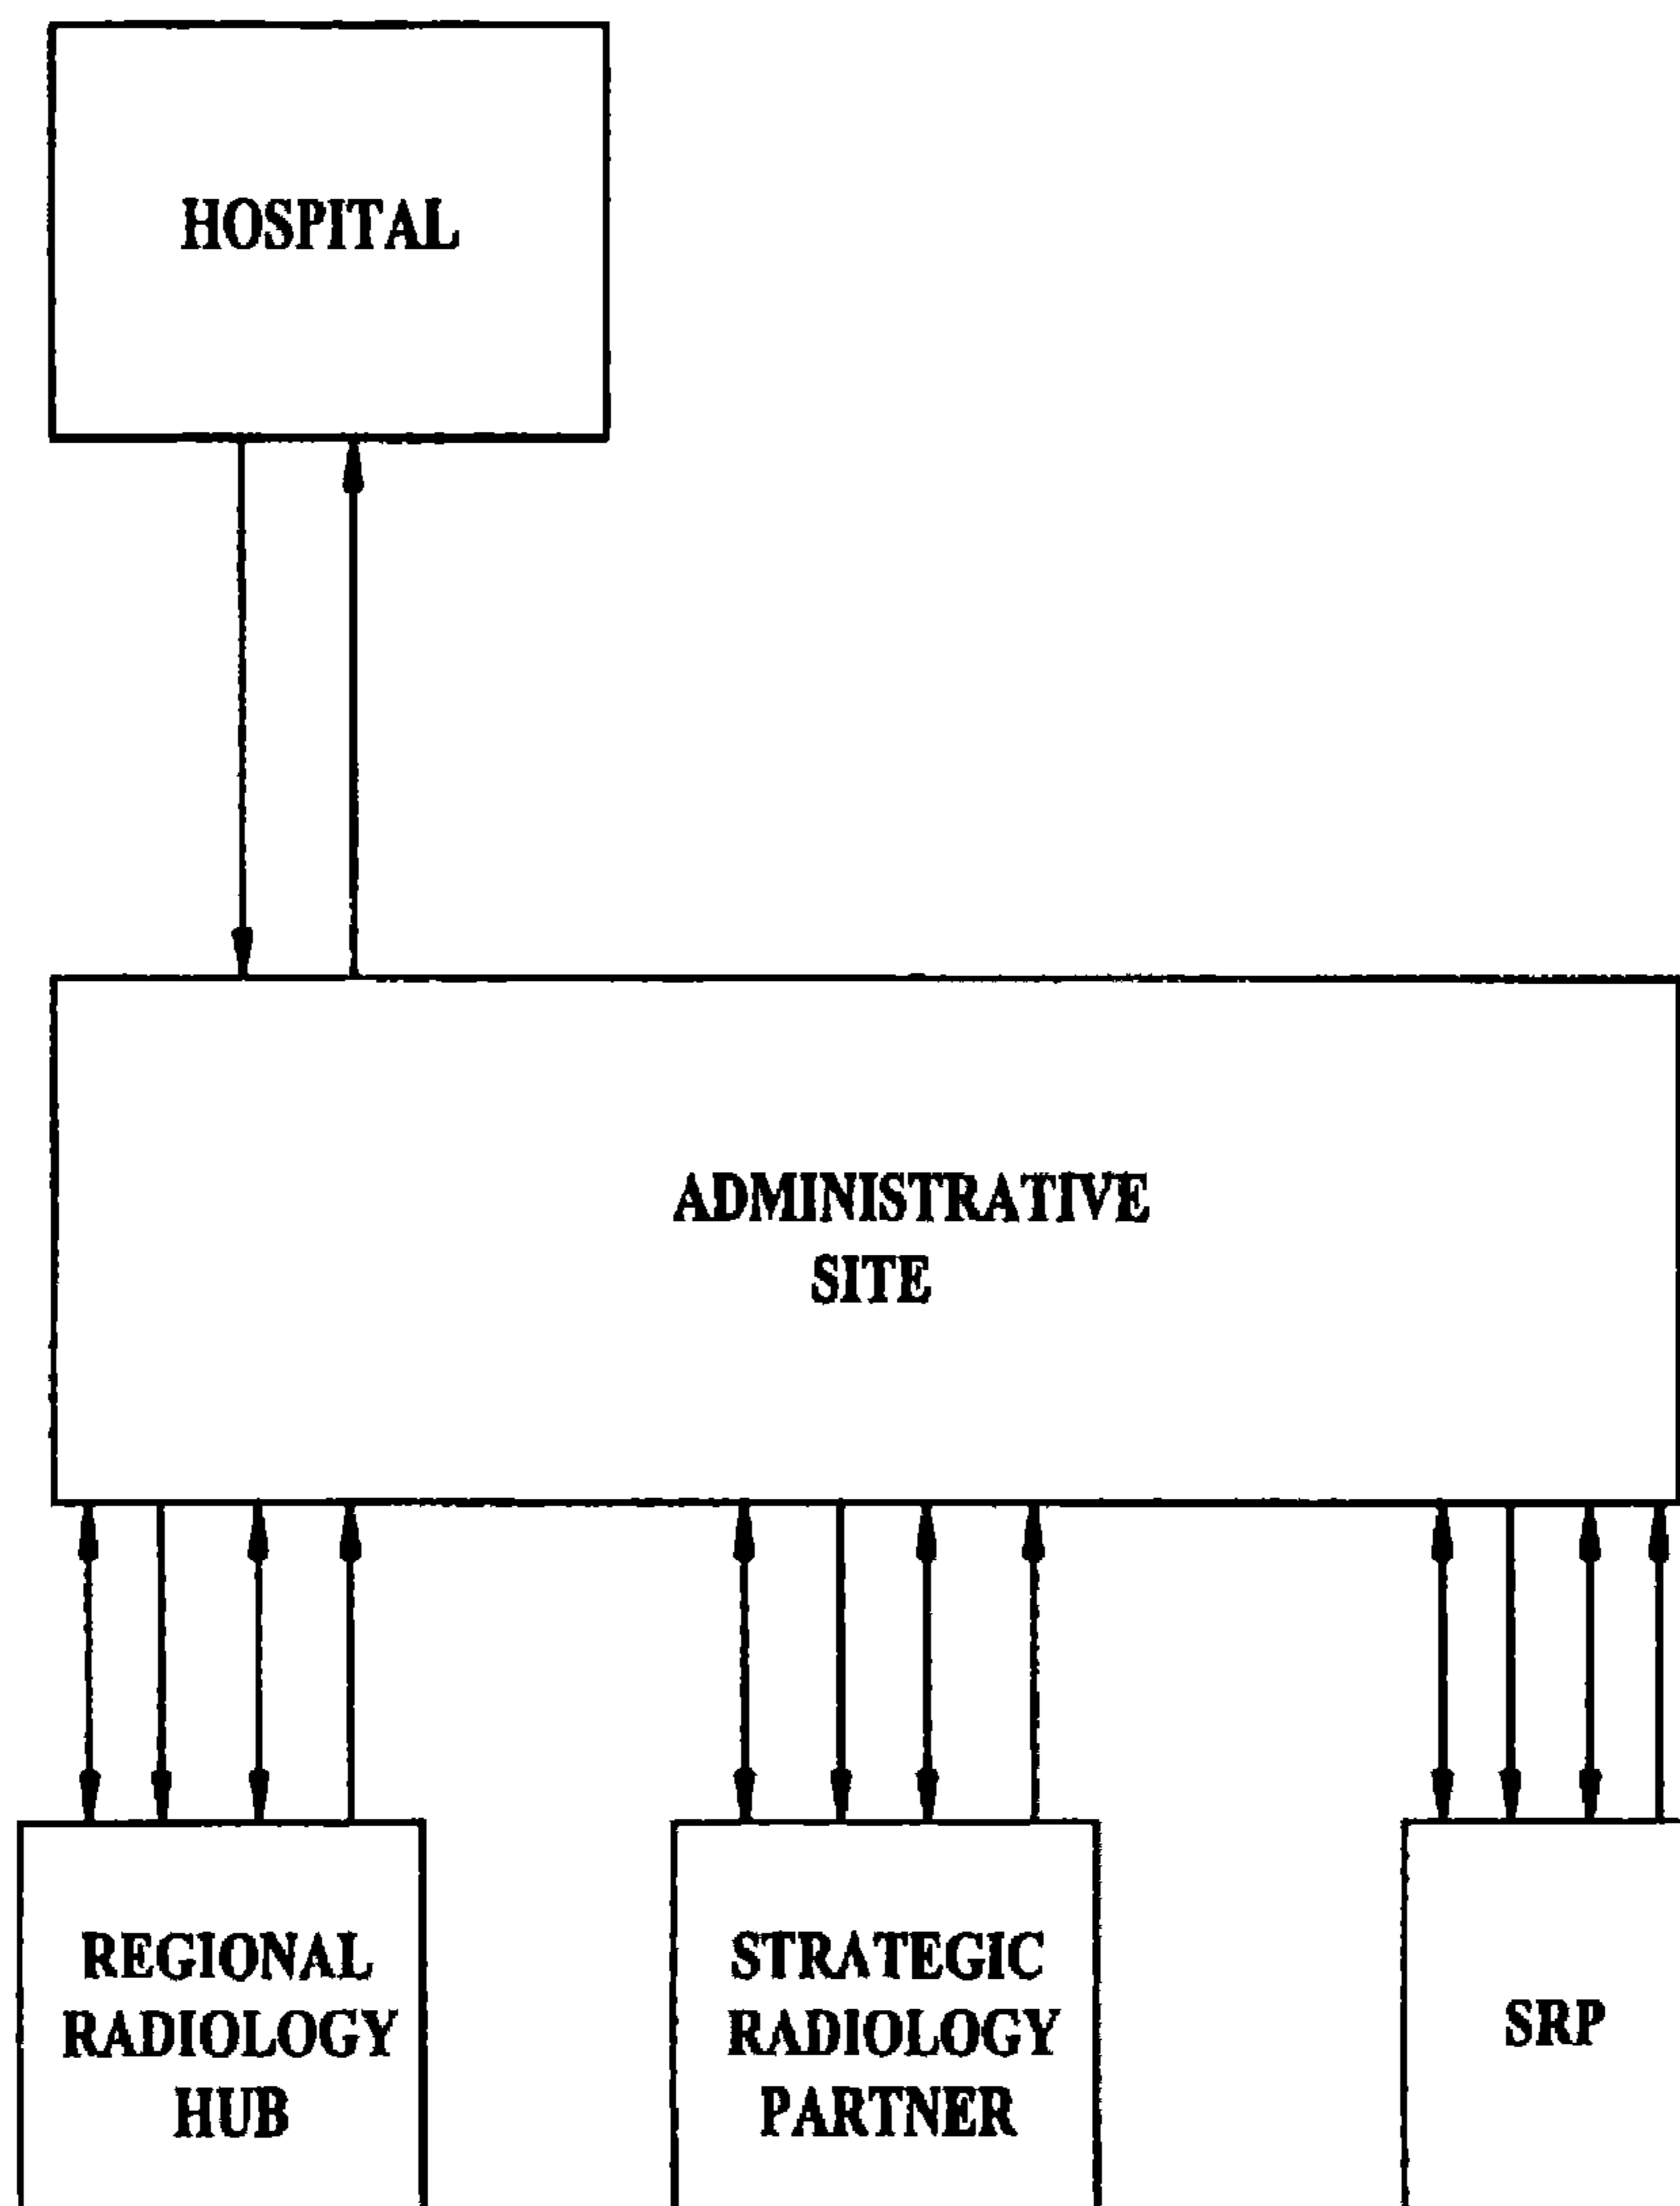 HOSPITAL
ADMINISTRATIVE
SITE
REGIONAL
RADIOLOGY
HUB
STRATEGIC
RADIOLOGY
PARTNER
SRP